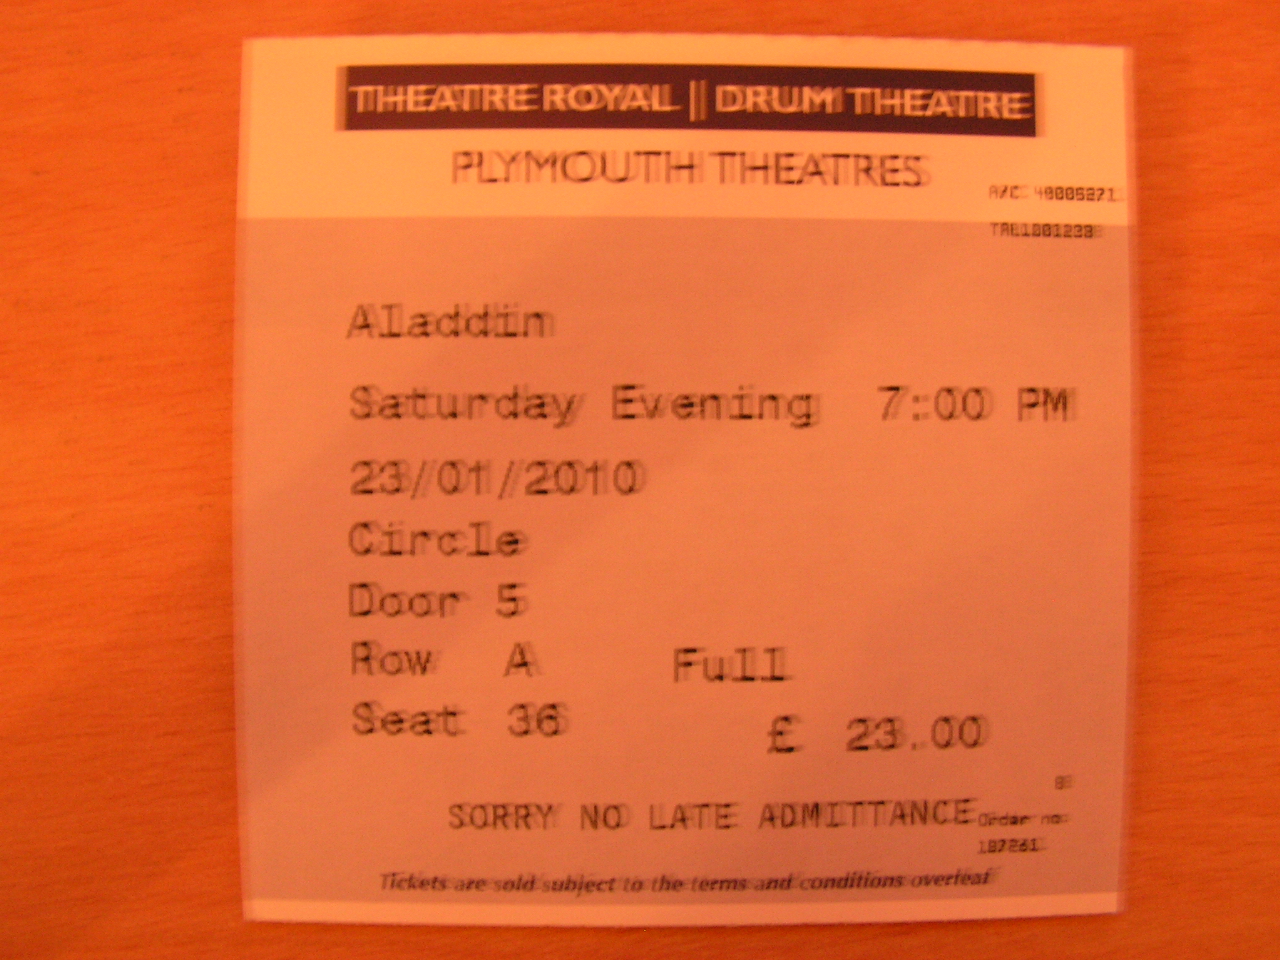 THEATRE ROYAL || DRUM THEATRE
PLYMOUTH THEATRES
A/C
Aladdin
Saturday Evening 7:00 PM
23/01/2010
Circle
Door 5
Row A Full
Seat 36
£ 23.00
SORRY NO LATE ADMITTANCE
Order no:
Tickets are sold subject to the terms and conditions overleaf